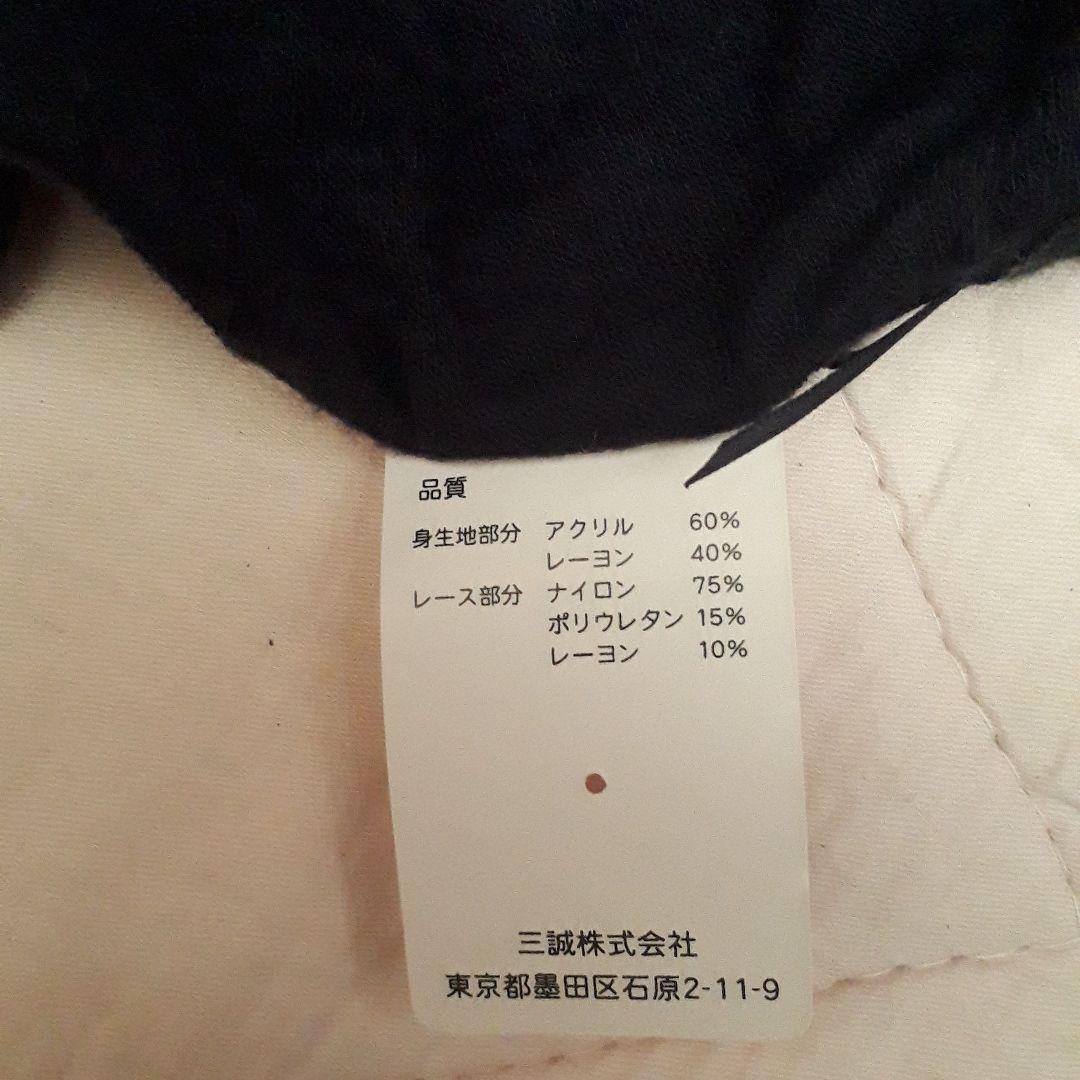 品質
身生地部分 アクリル 60%
レーヨン 40%
レース部分 ナイロン 75%
ポリウレタン 15%
レーヨン 10%
三誠株式会社
東京都墨田区石原2-11-9